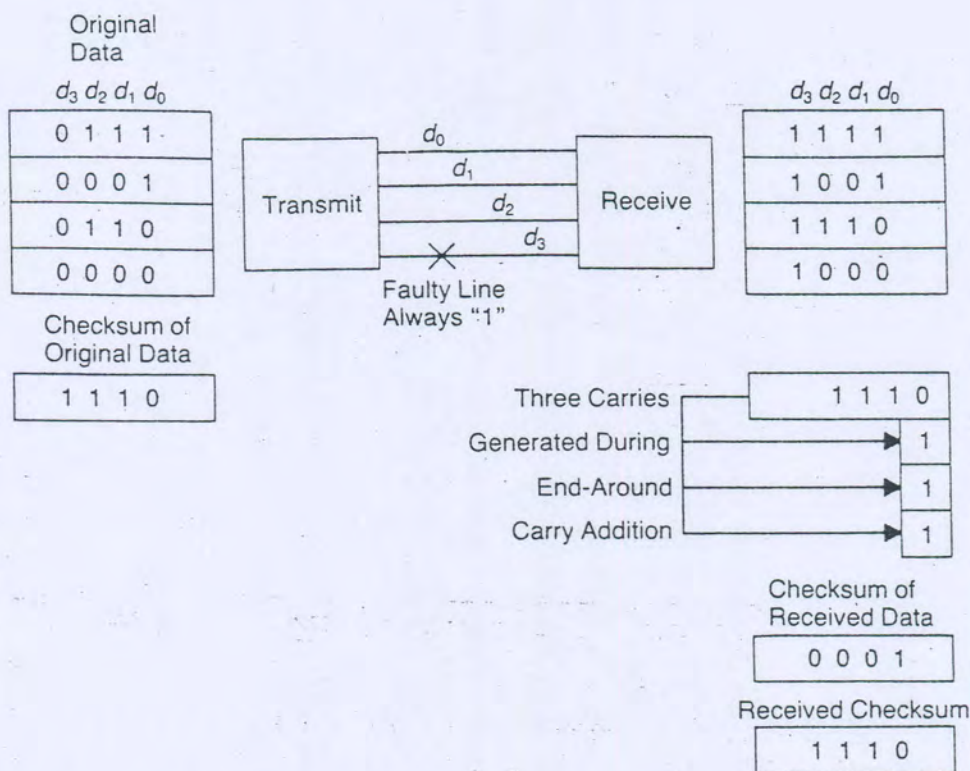 Original
Data
d3 d2 d1 d0
0 1 1 1
0 0 0 1
0 1 1 0
0 0 0 0
Checksum of
Original Data
1 1 1 0
Transmit
d0
d1
d2
d3
Receive
Faulty Line
Always "1"
d3 d2 d1 d0
1 1 1 1
1 0 0 1
1 1 1 0
1 0 0 0
Three Carries
Generated During
End-Around
Carry Addition
1 1 1 0
1
1
1
Checksum of
Received Data
0 0 0 1
Received Checksum
1 1 1 0